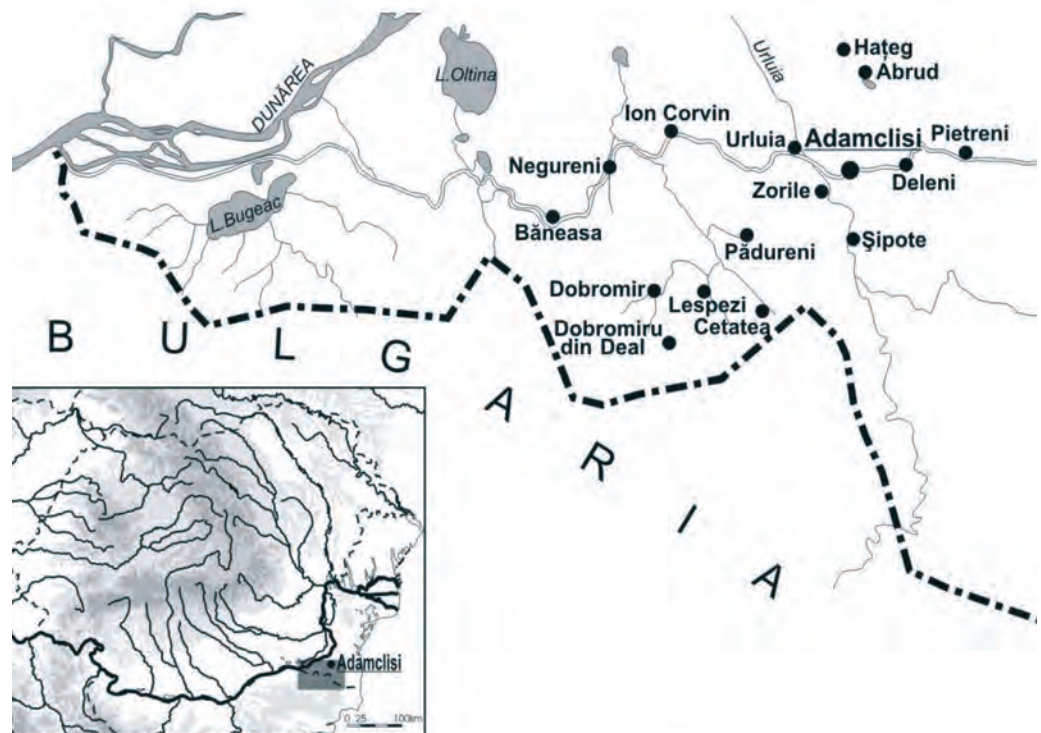 Hațeg
Abrud
Urluia
L.Oltina
DUNĂREA
Ion Corvin
Urluia
Adamclisi
Pietreni
Negureni
Deleni
Zorile
L.Bugeac
Băneasa
Șipote
Pădureni
Dobromir
Lespezi
Cetatea
Dobromiru
din Deal
B U L G A R I A
Adamclisi
0 25 100km